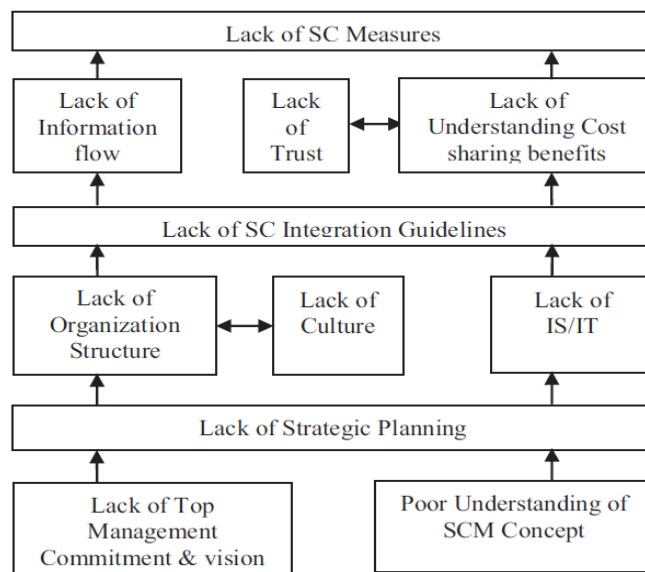 Lack of SC Measures
Lack of
Information
flow
Lack
of
Trust
Lack of
Understanding Cost
sharing benefits
Lack of SC Integration Guidelines
Lack of
Organization
Structure
Lack of
Culture
Lack of
IS/IT
Lack of Strategic Planning
Lack of Top
Management
Commitment & vision
Poor Understanding of
SCM Concept